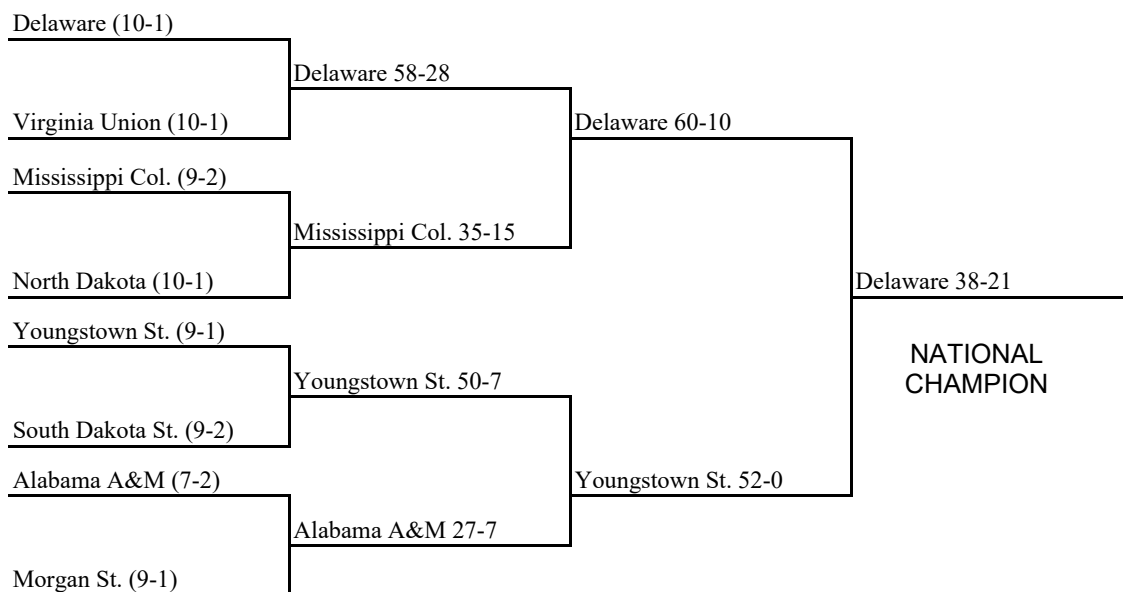 Delaware (10-1)
Delaware 58-28
Virginia Union (10-1)
Delaware 60-10
Mississippi Col. (9-2)
Mississippi Col. 35-15
North Dakota (10-1)
Delaware 38-21
Youngstown St. (9-1)
NATIONAL
CHAMPION
Youngstown St. 50-7
South Dakota St. (9-2)
Alabama A&M (7-2)
Youngstown St. 52-0
Alabama A&M 27-7
Morgan St. (9-1)